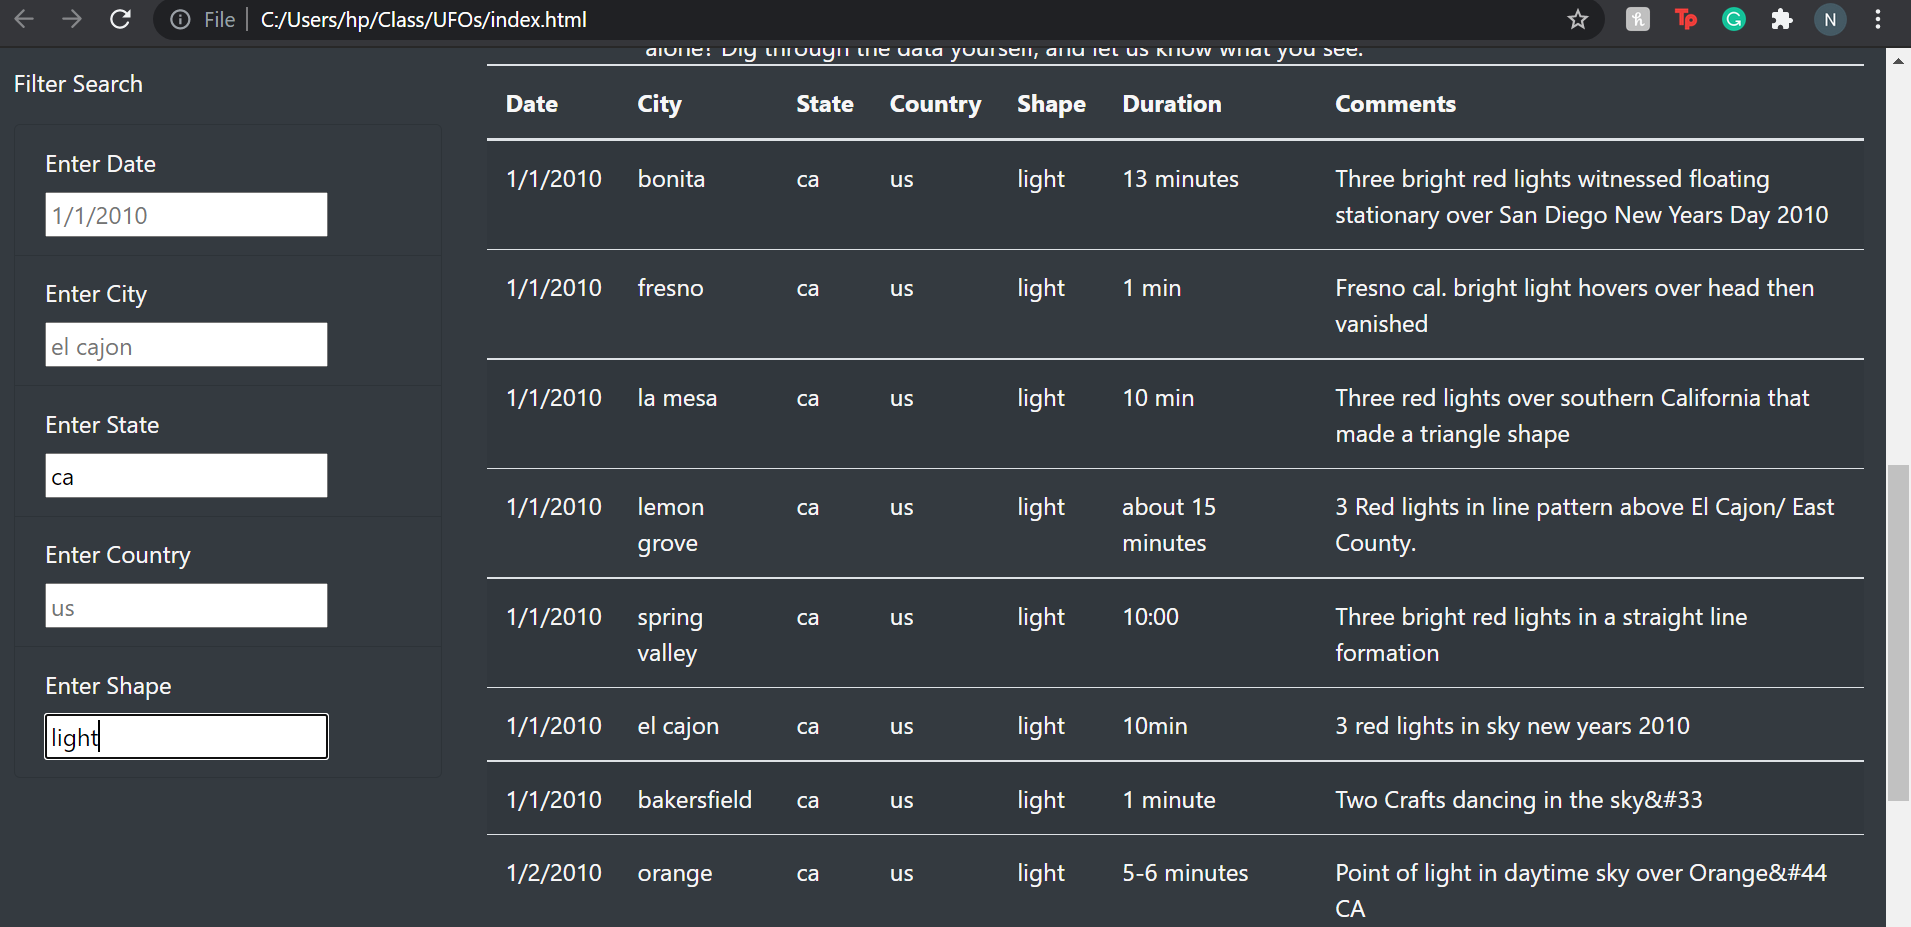 File C:/Users/hp/Class/UFOs/index.html
Tp
G
N
alone? Dig through the data yourself, and let us know what you see.
Filter Search
Enter Date
1/1/2010
Enter City
el cajon
Enter State
ca
Enter Country
us
Enter Shape
light
Date City State Country Shape Duration Comments
1/1/2010 bonita ca us light 13 minutes Three bright red lights witnessed floating
stationary over San Diego New Years Day 2010
1/1/2010 fresno ca us light 1 min Fresno cal. bright light hovers over head then
vanished
1/1/2010 la mesa ca us light 10 min Three red lights over southern California that
made a triangle shape
1/1/2010 lemon ca us light about 15 3 Red lights in line pattern above El Cajon/ East
grove minutes County.
1/1/2010 spring ca us light 10:00 Three bright red lights in a straight line
valley formation
1/1/2010 el cajon ca us light 10min 3 red lights in sky new years 2010
1/1/2010 bakersfield ca us light 1 minute Two Crafts dancing in the sky&#33
1/2/2010 orange ca us light 5-6 minutes Point of light in daytime sky over Orange&#44
CA